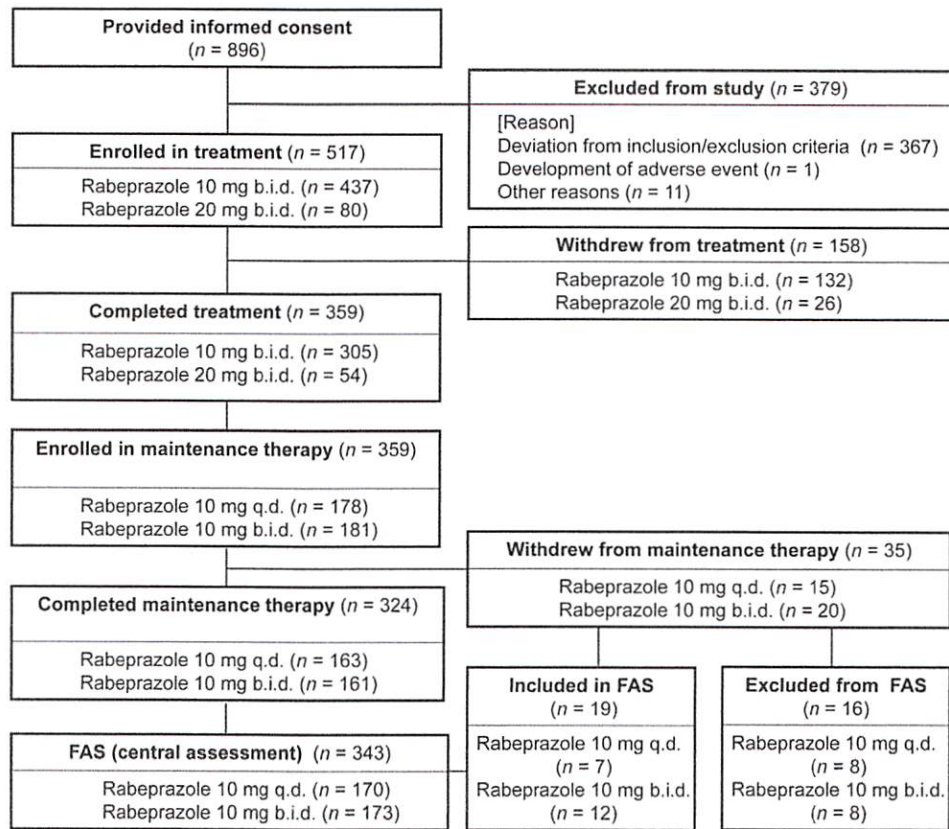 Provided informed consent
(n = 896)
Excluded from study (n = 379)
[Reason]
Deviation from inclusion/exclusion criteria (n = 367)
Development of adverse event (n = 1)
Other reasons (n = 11)
Enrolled in treatment (n = 517)
Rabeprazole 10 mg b.i.d. (n = 437)
Rabeprazole 20 mg b.i.d. (n = 80)
Withdrew from treatment (n = 158)
Rabeprazole 10 mg b.i.d. (n = 132)
Rabeprazole 20 mg b.i.d. (n = 26)
Completed treatment (n = 359)
Rabeprazole 10 mg b.i.d. (n = 305)
Rabeprazole 20 mg b.i.d. (n = 54)
Enrolled in maintenance therapy (n = 359)
Rabeprazole 10 mg q.d. (n = 178)
Rabeprazole 10 mg b.i.d. (n = 181)
Withdrew from maintenance therapy (n = 35)
Rabeprazole 10 mg q.d. (n = 15)
Rabeprazole 10 mg b.i.d. (n = 20)
Completed maintenance therapy (n = 324)
Rabeprazole 10 mg q.d. (n = 163)
Rabeprazole 10 mg b.i.d. (n = 161)
Included in FAS
(n = 19)
Rabeprazole 10 mg q.d.
(n = 7)
Rabeprazole 10 mg b.i.d.
(n = 12)
Excluded from FAS
(n = 16)
Rabeprazole 10 mg q.d.
(n = 8)
Rabeprazole 10 mg b.i.d.
(n = 8)
FAS (central assessment) (n = 343)
Rabeprazole 10 mg q.d. (n = 170)
Rabeprazole 10 mg b.i.d. (n = 173)